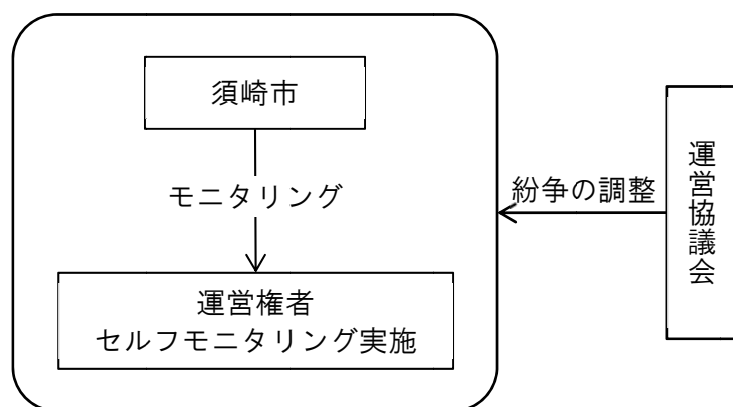 須崎市
モニタリング
運営権者
セルフモニタリング実施
紛争の調整
運営協議会